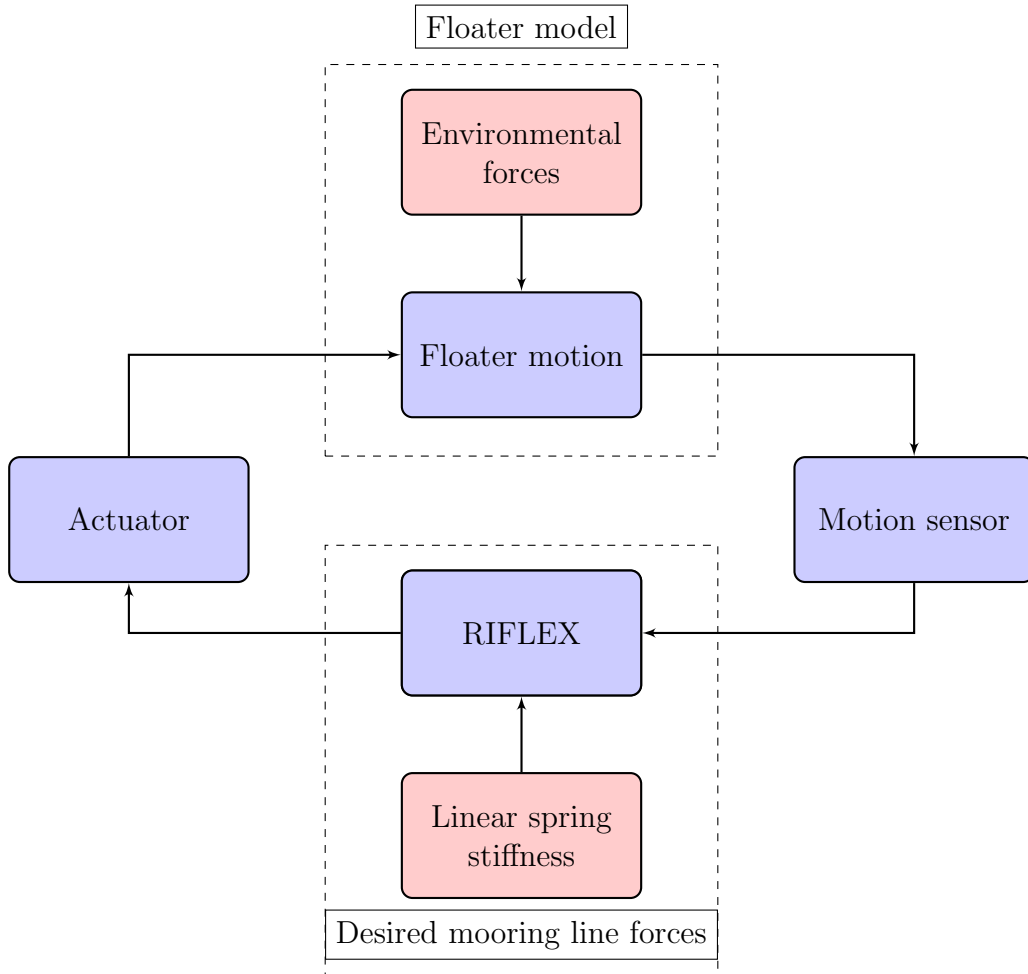 Floater model
Environmental
forces
Floater motion
Actuator
Motion sensor
RIFLEX
Linear spring
stiffness
Desired mooring line forces